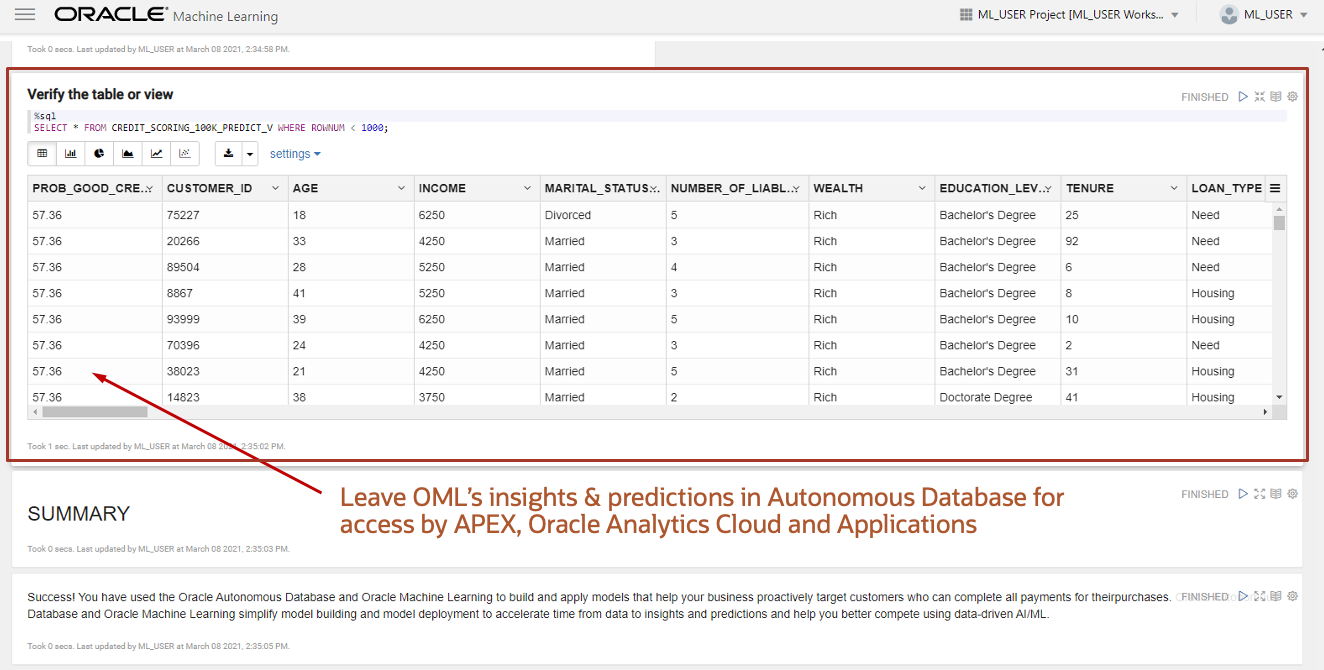 ORACLE Machine Learning
ML_USER Project [ML_USER Works...
ML_USER
Took 0 secs. Last updated by ML_USER at March 08 2021, 2:34:58 PM.
Verify the table or view
FINISHED
%sql
SELECT * FROM CREDIT_SCORING_100K_PREDICT_V WHERE ROWNUM < 1000;
settings
PROB_GOOD_CRE... CUSTOMER_ID AGE INCOME MARITAL_STATUS... NUMBER_OF_LIABL... WEALTH EDUCATION_LEV... TENURE LOAN_TYPE
57.36 75227 18 6250 Divorced 5 Rich Bachelor's Degree 25 Need
57.36 20266 33 4250 Married 3 Rich Bachelor's Degree 92 Need
57.36 89504 28 5250 Married 4 Rich Bachelor's Degree 6 Need
57.36 8867 41 5250 Married 3 Rich Bachelor's Degree 8 Housing
57.36 93999 39 6250 Married 5 Rich Bachelor's Degree 10 Housing
57.36 70396 24 4250 Married 3 Rich Bachelor's Degree 2 Need
57.36 38023 21 4250 Married 5 Rich Bachelor's Degree 31 Housing
57.36 14823 38 3750 Married 2 Rich Doctorate Degree 41 Housing
Took 1 sec. Last updated by ML_USER at March 08 2021, 2:35:02 PM.
Leave OML's insights & predictions in Autonomous Database for
access by APEX, Oracle Analytics Cloud and Applications
FINISHED
SUMMARY
Took 0 secs. Last updated by ML_USER at March 08 2021, 2:35:03 PM.
Success! You have used the Oracle Autonomous Database and Oracle Machine Learning to build and apply models that help your business proactively target customers who can complete all payments for theirpurchases.
FINISHED
Database and Oracle Machine Learning simplify model building and model deployment to accelerate time from data to insights and predictions and help you better compete using data-driven AI/ML.
Took 0 secs. Last updated by ML_USER at March 08 2021, 2:35:05 PM.